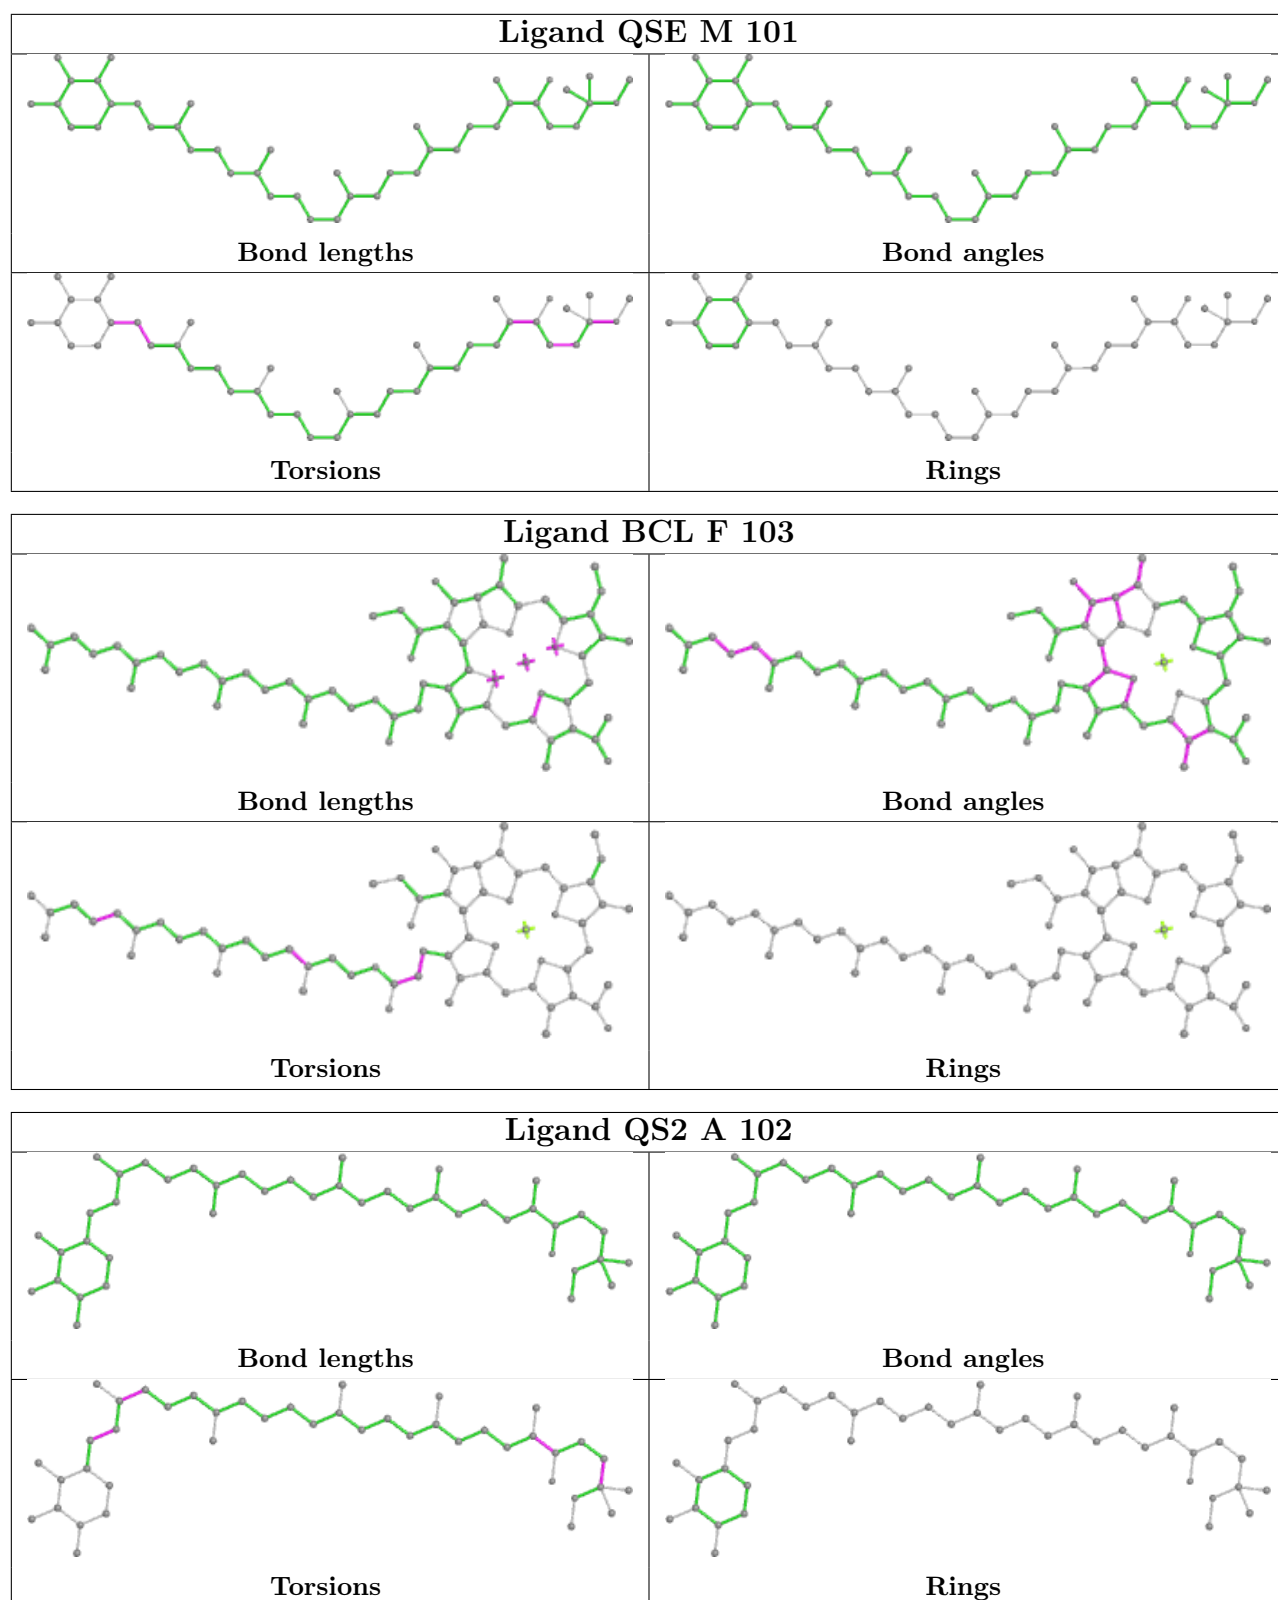 Ligand QSE M 101
Bond lengths
Bond angles
Torsions
Rings
Ligand BCL F 103
Bond lengths
Bond angles
Torsions
Rings
Ligand QS2 A 102
Bond lengths
Bond angles
Torsions
Rings